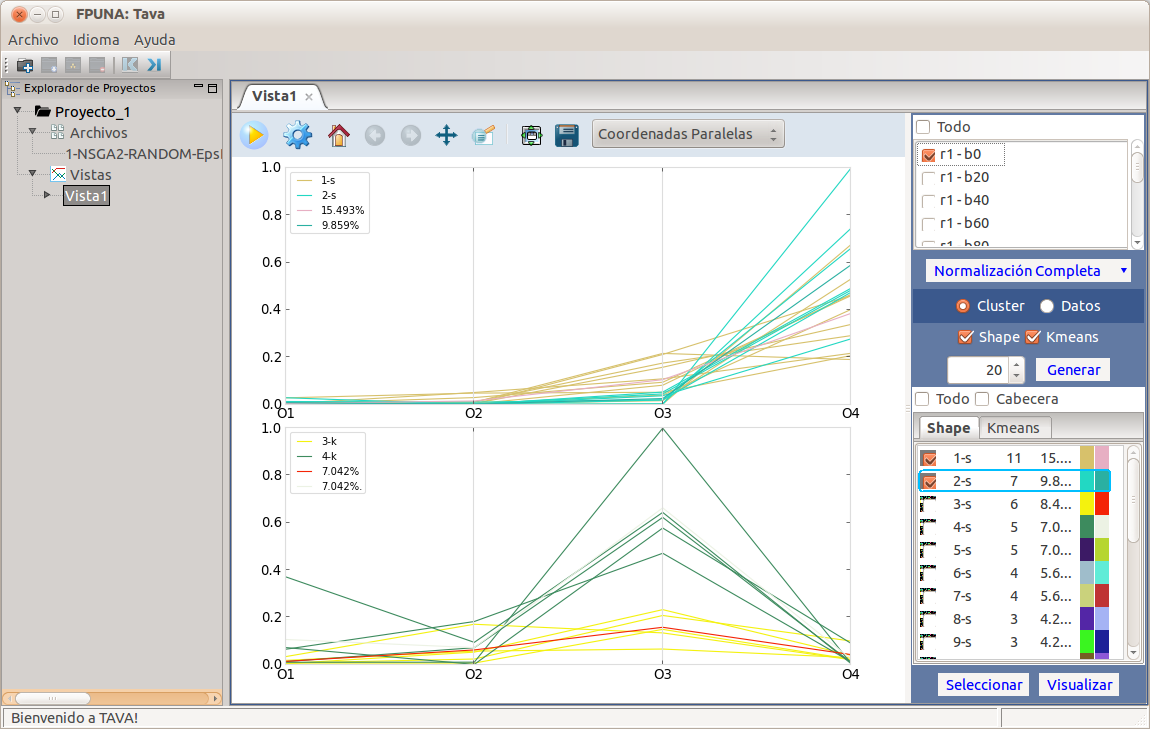 FPUNA: Tava
Archivo Idioma Ayuda
Explorador de Proyectos
Proyecto_1
Archivos
1-NSGA2-RANDOM-Eps
Vistas
Vista1
Vista1
Coordenadas Paralelas
1.0
0.8
0.6
0.4
0.2
0.0
O1 O2 O3 O4
1-s
2-s
15.493%
9.859%
1.0
0.8
0.6
0.4
0.2
0.0
O1 O2 O3 O4
3-k
4-k
7.042%
7.042%.
Todo
r1 - b0
r1 - b20
r1 - b40
r1 - b60
r1 - b80
Normalización Completa
Cluster Datos
Shape Kmeans
20 Generar
Todo Cabecera
Shape Kmeans
1-s 11 15....
2-s 7 9.8...
3-s 6 8.4...
4-s 5 7.0...
5-s 5 7.0...
6-s 4 5.6...
7-s 4 5.6...
8-s 3 4.2...
9-s 3 4.2...
Seleccionar Visualizar
Bienvenido a TAVA!